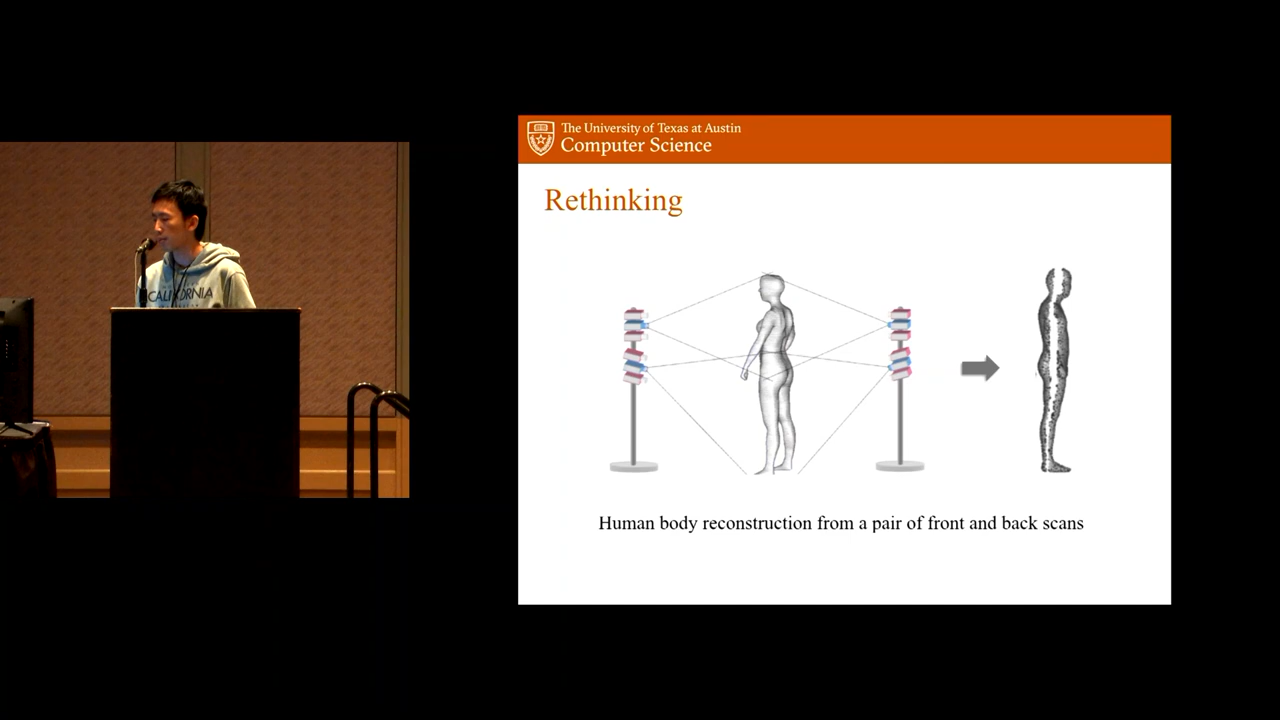 The University of Texas at Austin
Computer Science
Rethinking
Human body reconstruction from a pair of front and back scans
CALIFORNIA